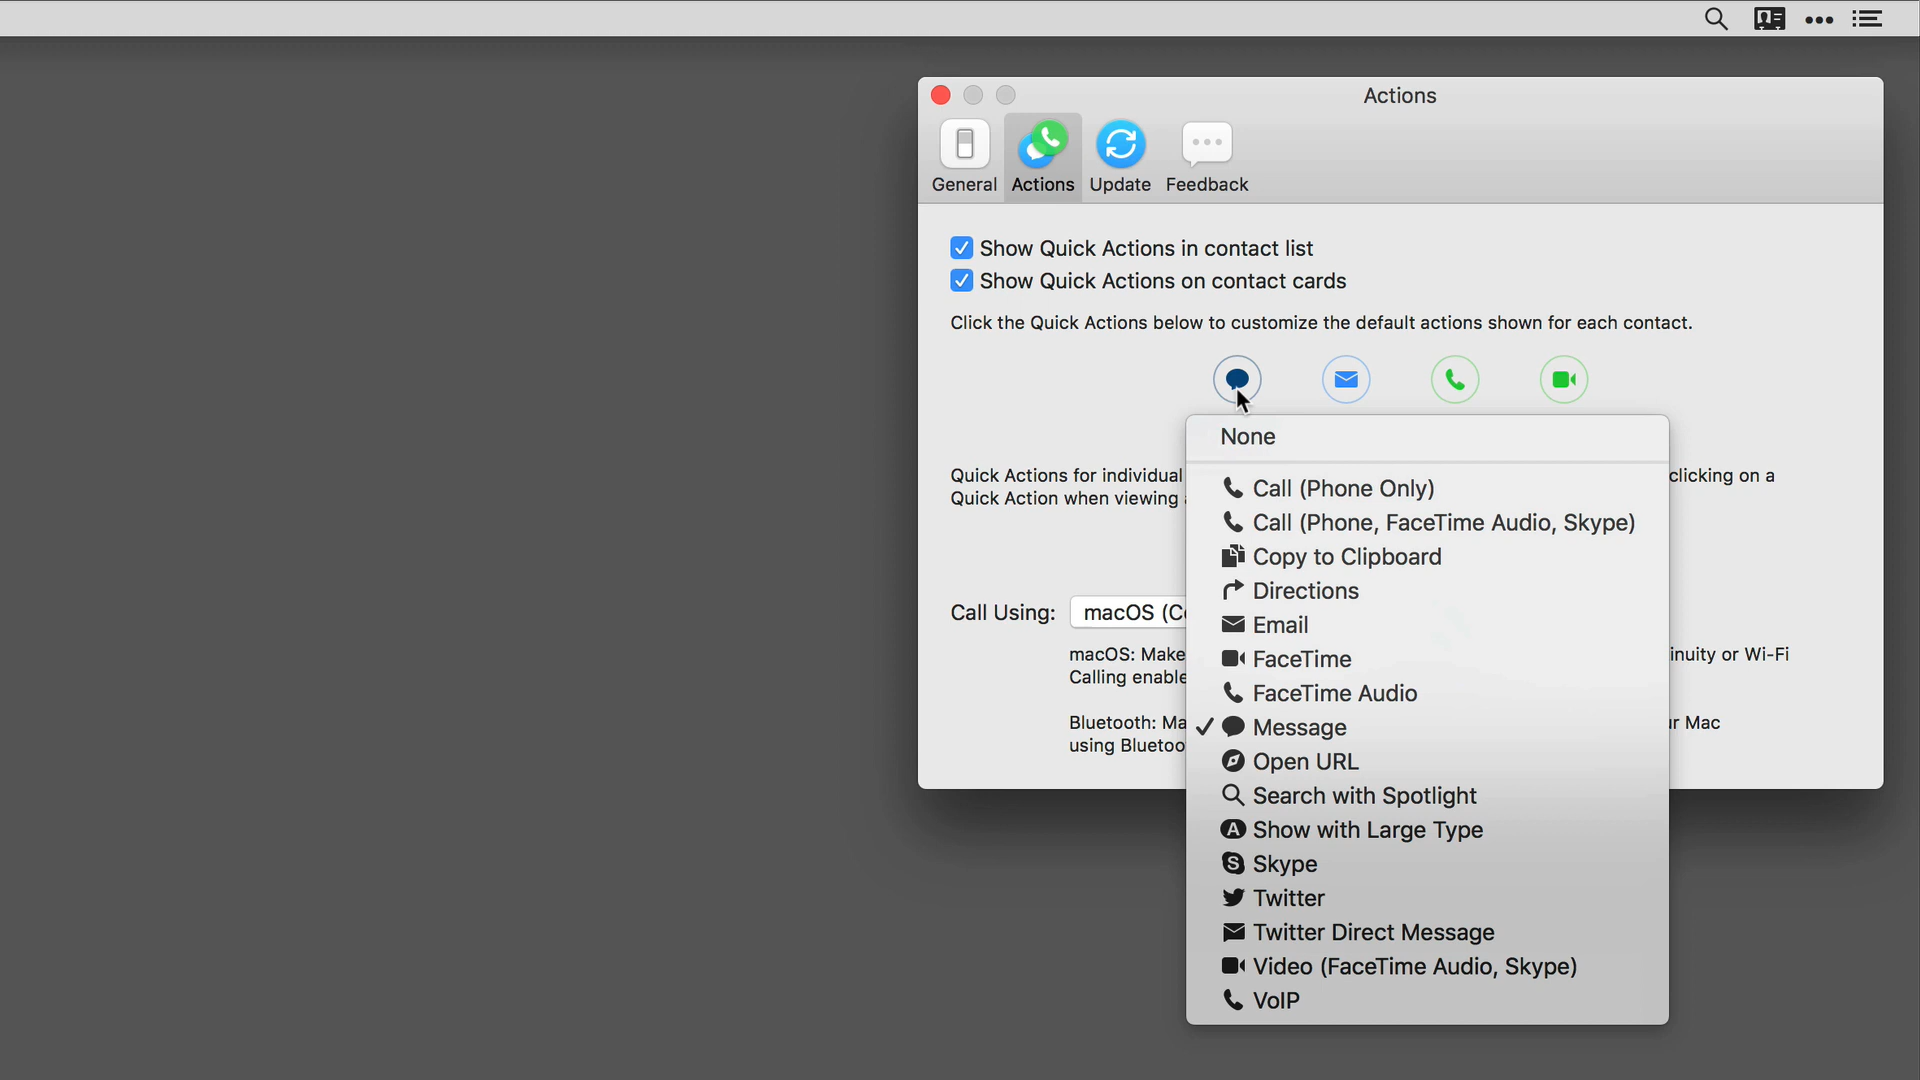 Actions
General
Actions
Update
Feedback
Show Quick Actions in contact list
Show Quick Actions on contact cards
Click the Quick Actions below to customize the default actions shown for each contact.
None
Quick Actions for individual
clicking on a
Quick Action when viewing
Call (Phone Only)
Call (Phone, FaceTime Audio, Skype)
Copy to Clipboard
Directions
Call Using:
macOS (Co
Email
macOS: Make
inuity or Wi-Fi
Calling enable
FaceTime
FaceTime Audio
Bluetooth: Ma
ur Mac
using Bluetoo
Message
Open URL
Search with Spotlight
Show with Large Type
Skype
Twitter
Twitter Direct Message
Video (FaceTime Audio, Skype)
VoIP